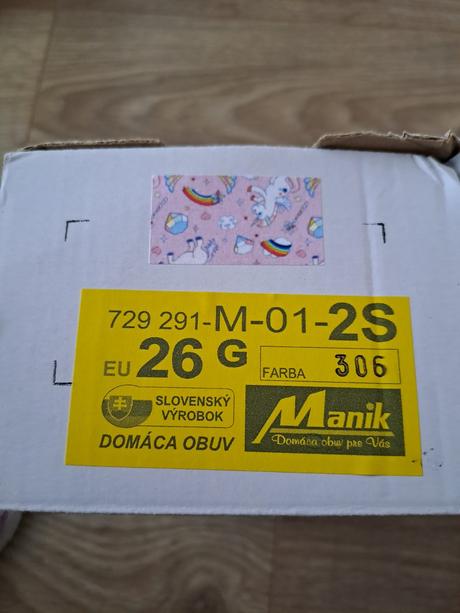 729 291-M-01-2S
EU 26 G
FARBA 306
SLOVENSKÝ
VÝROBOK
DOMÁCA OBUV
Manik
Domáca obuv pre Vás